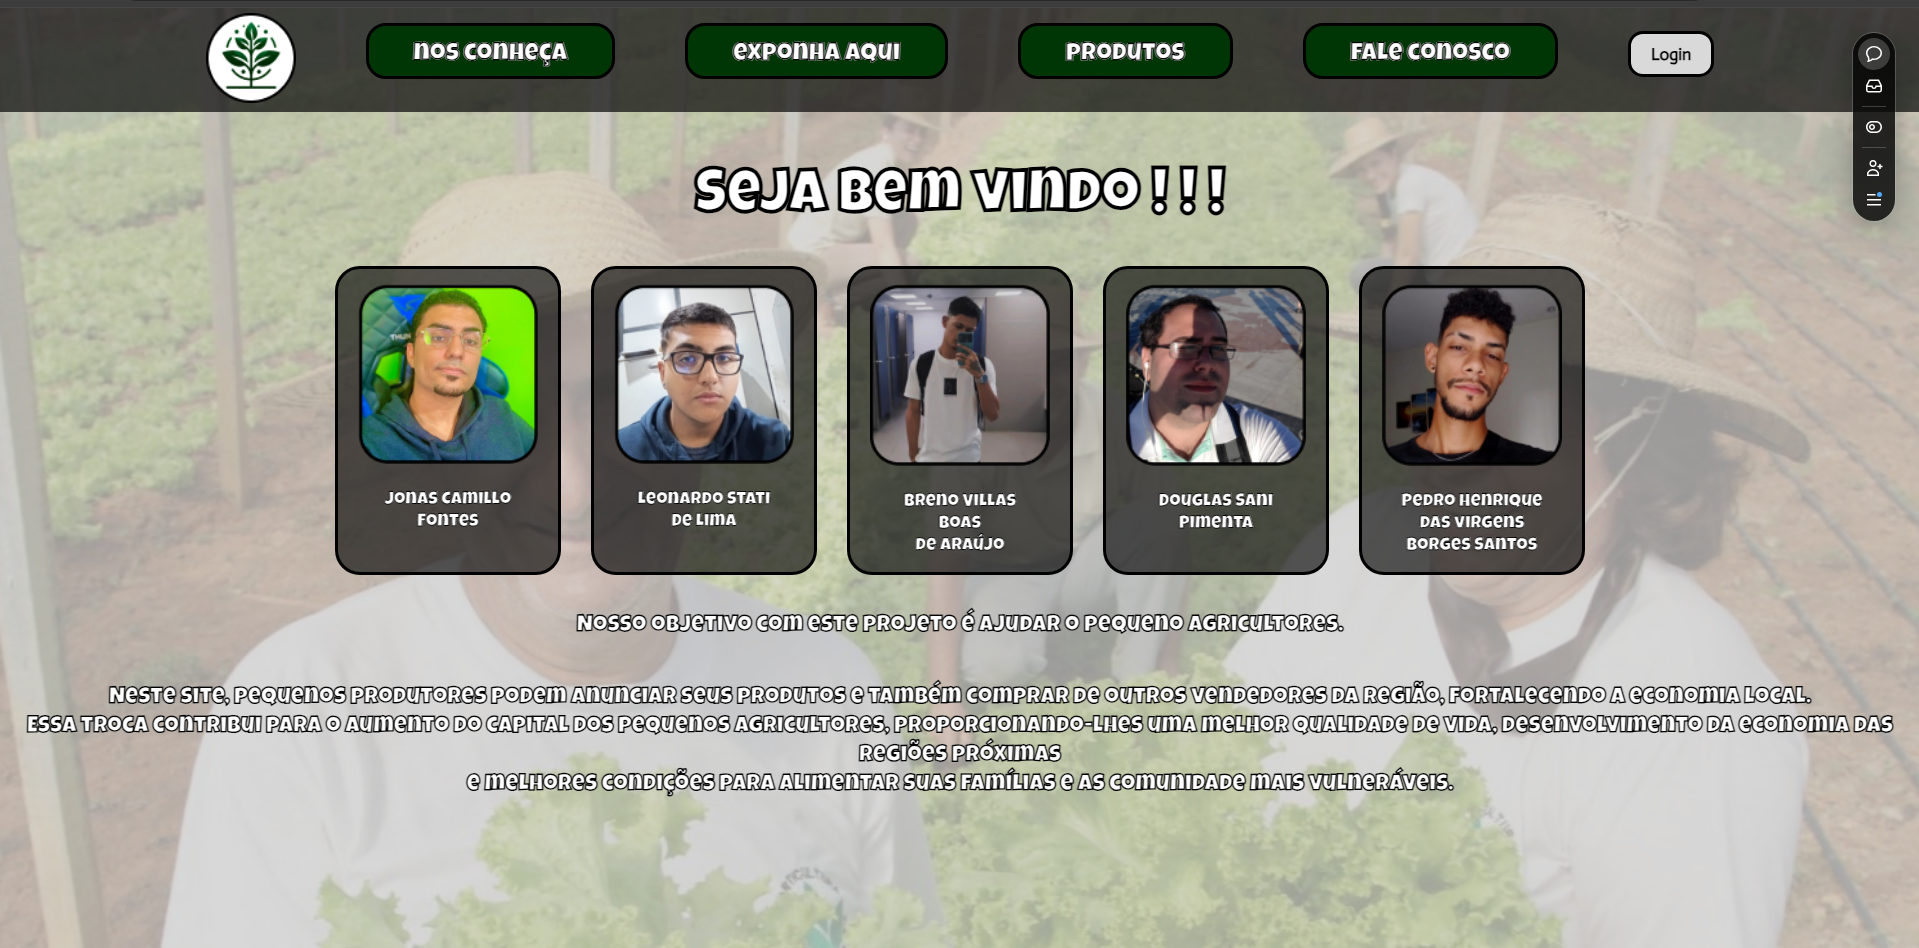 NOS CONHEÇA
EXPONHA AQUI
PRODUTOS
FALE CONOSCO
Login
SEJA BEM VINDO ! ! !
JONAS CAMILLO
FONTES
LEONARDO STATI
DE LIMA
BRENO VILLAS
BOAS
DE ARAÚJO
DOUGLAS SANI
PIMENTA
PEDRO HENRIQUE
DAS VIRGENS
BORGES SANTOS
NOSSO OBJETIVO COM ESTE PROJETO É AJUDAR O PEQUENO AGRICULTORES.
NESTE SITE, PEQUENOS PRODUTORES PODEM ANUNCIAR SEUS PRODUTOS E TAMBÉM COMPRAR DE OUTROS VENDEDORES DA REGIÃO, FORTALECENDO A ECONOMIA LOCAL.
ESSA TROCA CONTRIBUI PARA O AUMENTO DO CAPITAL DOS PEQUENOS AGRICULTORES, PROPORCIONANDO-LHES UMA MELHOR QUALIDADE DE VIDA, DESENVOLVIMENTO DA ECONOMIA DAS
REGIÕES PRÓXIMAS
E MELHORES CONDIÇÕES PARA ALIMENTAR SUAS FAMÍLIAS E AS COMUNIDADE MAIS VULNERÁVEIS.